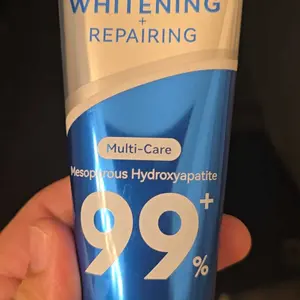 WHITENING
+
REPAIRING
Multi-Care
Mesoporous Hydroxyapatite
99+%